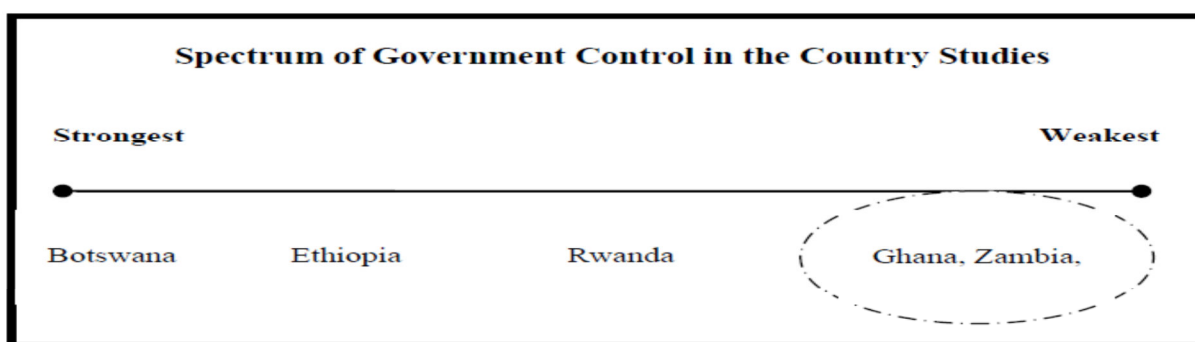 Spectrum of Government Control in the Country Studies
Strongest Weakest
Botswana Ethiopia Rwanda Ghana, Zambia,